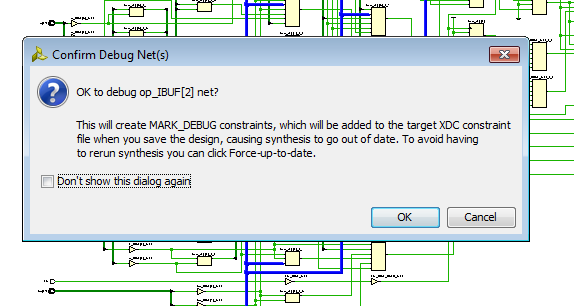 Confirm Debug Net(s)
OK to debug op_IBUF[2] net?
This will create MARK_DEBUG constraints, which will be added to the target XDC constraint
file when you save the design, causing synthesis to go out of date. To avoid having
to rerun synthesis you can click Force-up-to-date.
Don't show this dialog again
OK
Cancel